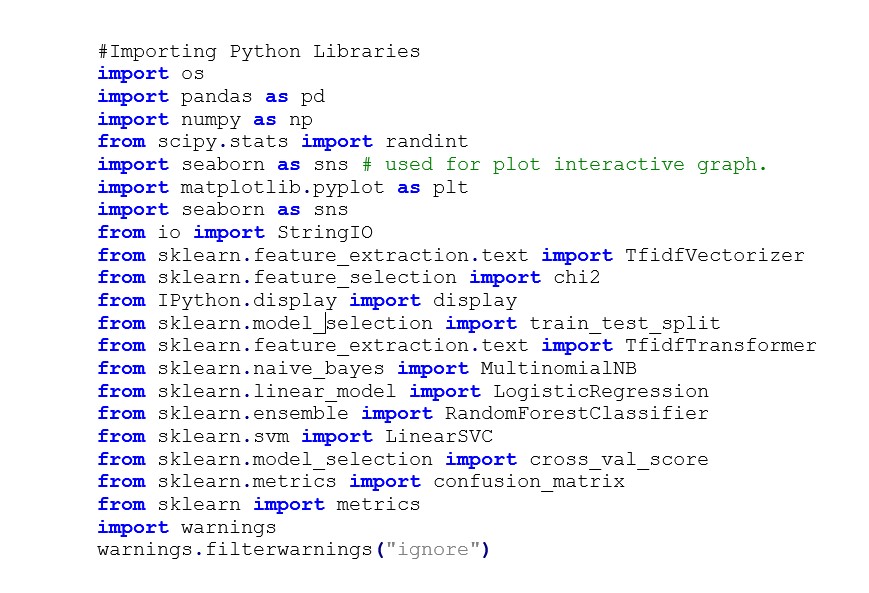 #Importing Python Libraries
import os
import pandas as pd
import numpy as np
from scipy.stats import randint
import seaborn as sns # used for plot interactive graph.
import matplotlib.pyplot as plt
import seaborn as sns
from io import StringIO
from sklearn.feature_extraction.text import TfidfVectorizer
from sklearn.feature_selection import chi2
from IPython.display import display
from sklearn.model_selection import train_test_split
from sklearn.feature_extraction.text import TfidfTransformer
from sklearn.naive_bayes import MultinomialNB
from sklearn.linear_model import LogisticRegression
from sklearn.ensemble import RandomForestClassifier
from sklearn.svm import LinearSVC
from sklearn.model_selection import cross_val_score
from sklearn.metrics import confusion_matrix
from sklearn import metrics
import warnings
warnings.filterwarnings("ignore")